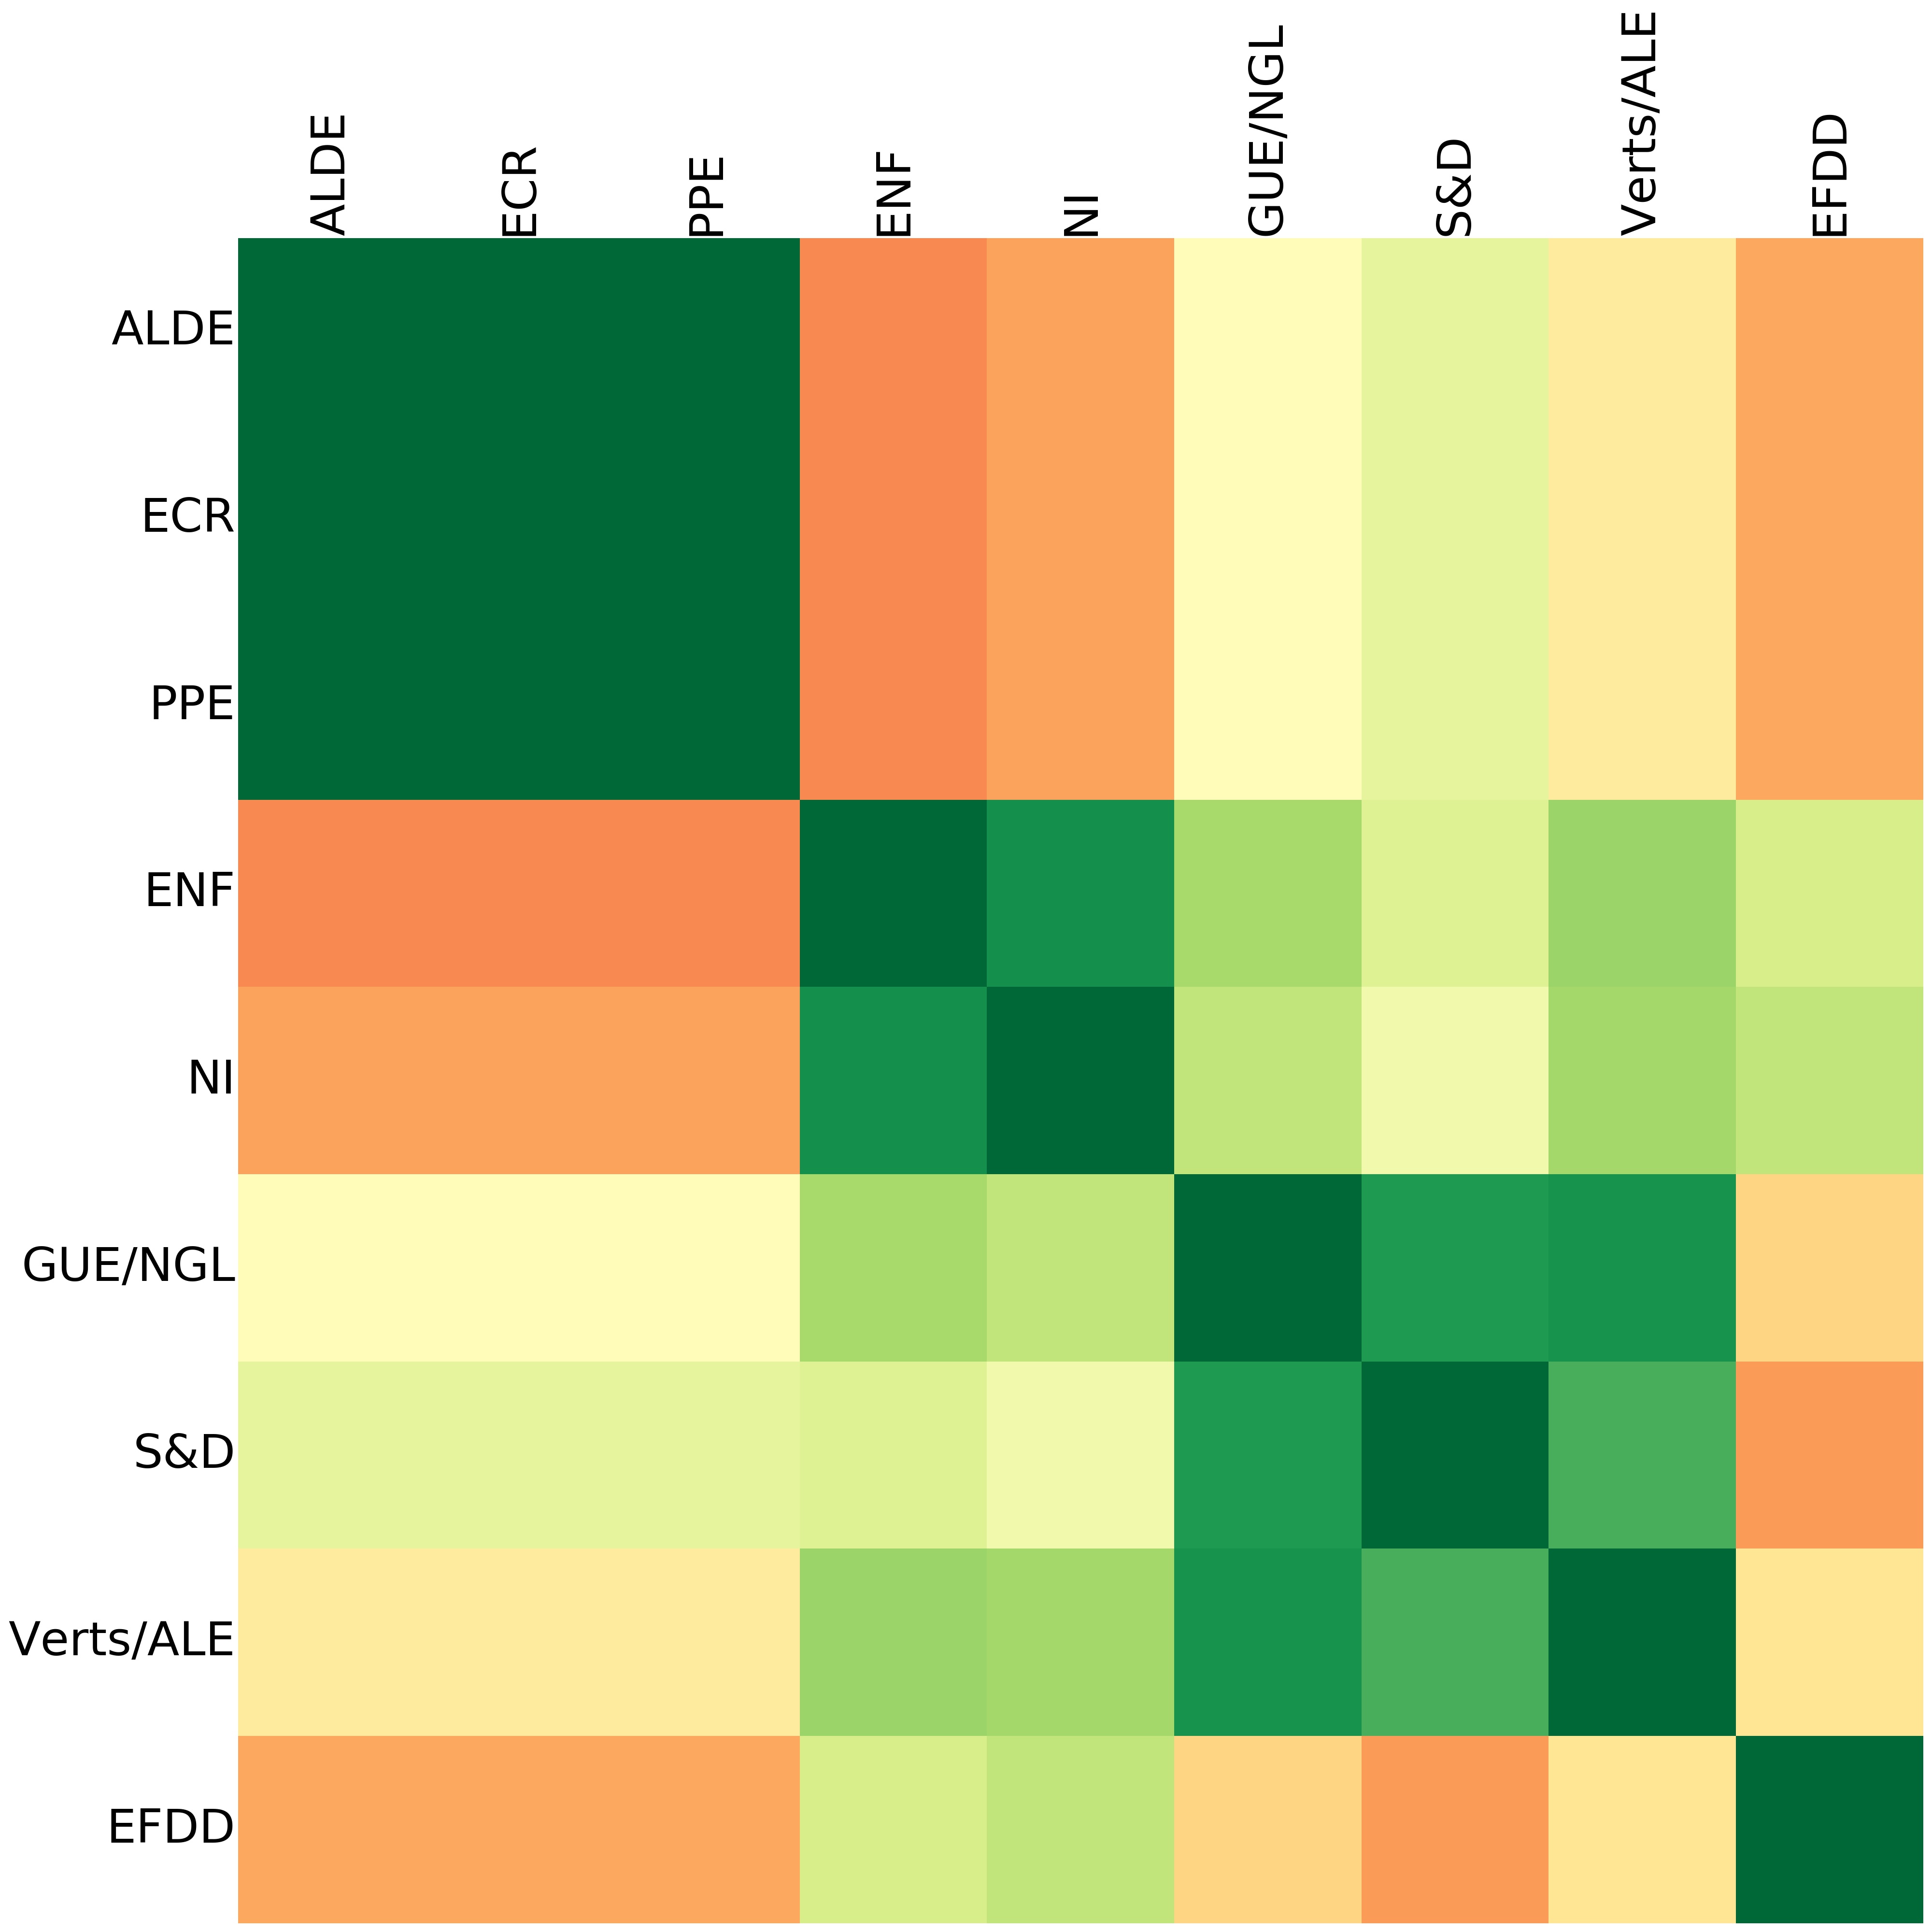 ALDE
ECR
PPE
ENF
NI
GUE/NGL
S&D
Verts/ALE
EFDD
ALDE
ECR
PPE
ENF
NI
GUE/NGL
S&D
Verts/ALE
EFDD